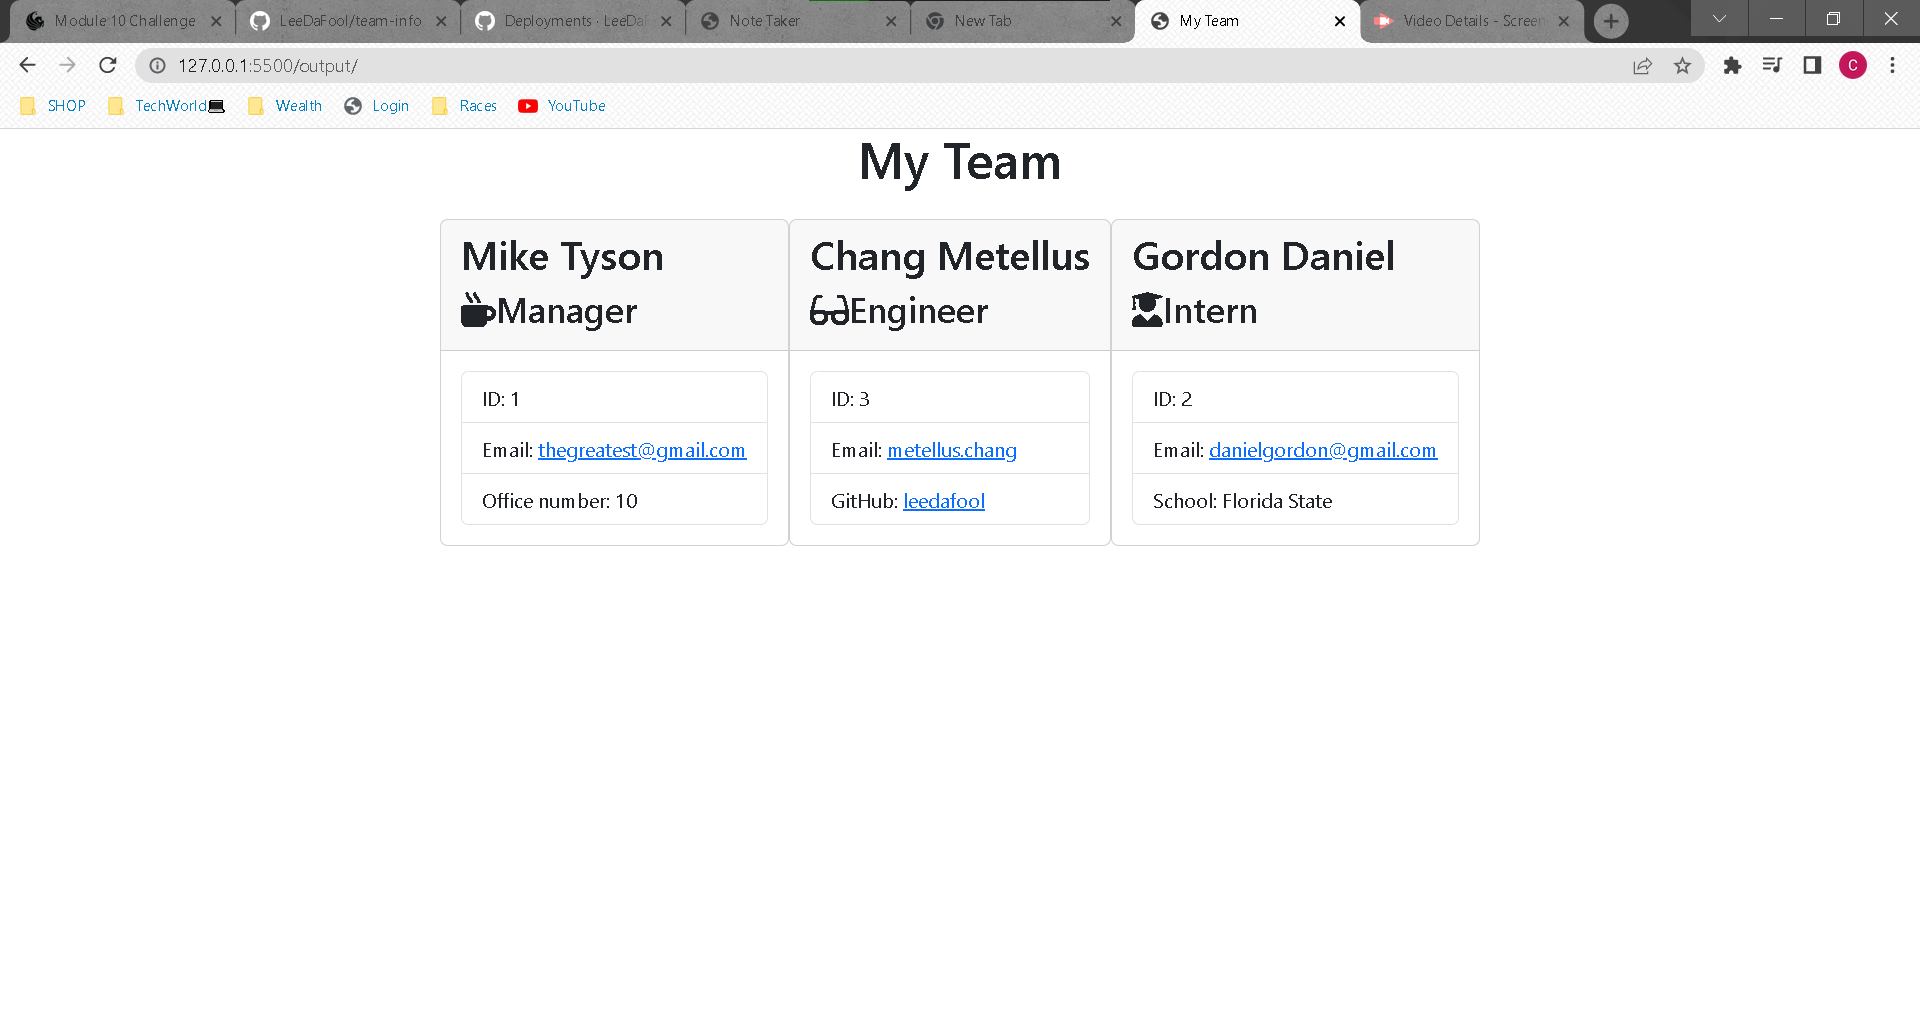 Module 10 Challenge
LeeDaFool/team-info
Deployments · LeeDaF
Note Taker
New Tab
My Team
Video Details - Screen
127.0.0.1:5500/output/
C
SHOP
TechWorld💻
Wealth
Login
Races
YouTube
My Team
Mike Tyson
Manager
ID: 1
Email: thegreatest@gmail.com
Office number: 10
Chang Metellus
Engineer
ID: 3
Email: metellus.chang
GitHub: leedafool
Gordon Daniel
Intern
ID: 2
Email: danielgordon@gmail.com
School: Florida State